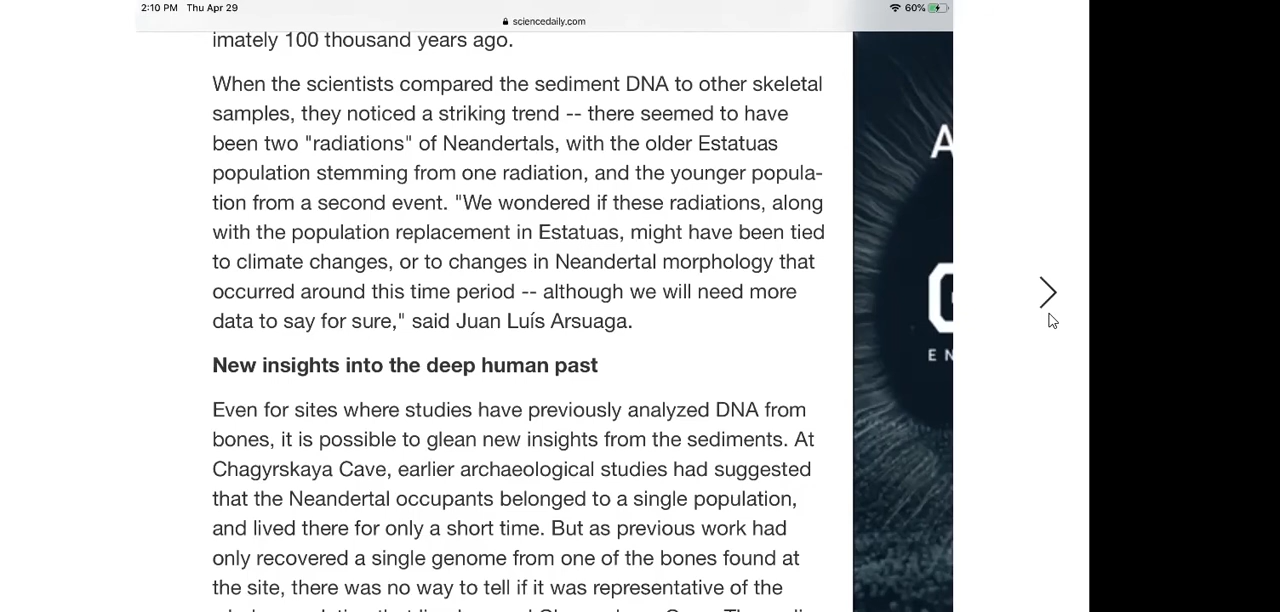 2:10 PM Thu Apr 29
60%
sciencedaily.com
imately 100 thousand years ago.
When the scientists compared the sediment DNA to other skeletal
samples, they noticed a striking trend -- there seemed to have
been two "radiations" of Neandertals, with the older Estatuas
population stemming from one radiation, and the younger popula-
tion from a second event. "We wondered if these radiations, along
with the population replacement in Estatuas, might have been tied
to climate changes, or to changes in Neandertal morphology that
occurred around this time period -- although we will need more
data to say for sure," said Juan Luís Arsuaga.
New insights into the deep human past
Even for sites where studies have previously analyzed DNA from
bones, it is possible to glean new insights from the sediments. At
Chagyrskaya Cave, earlier archaeological studies had suggested
that the Neandertal occupants belonged to a single population,
and lived there for only a short time. But as previous work had
only recovered a single genome from one of the bones found at
the site, there was no way to tell if it was representative of the
A
EN